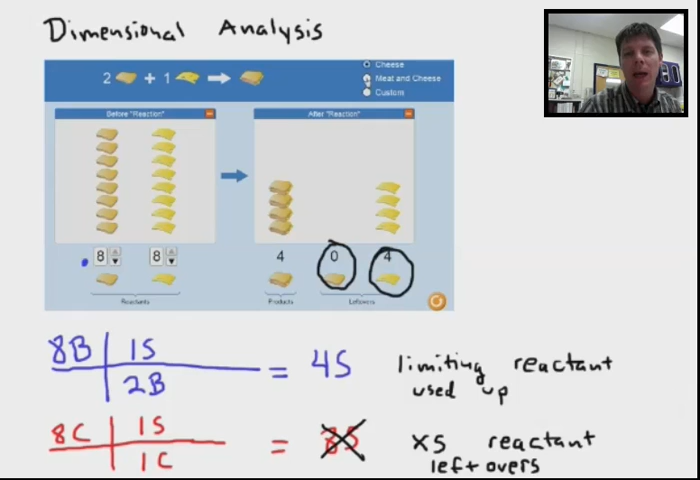 Dimensional Analysis
Cheese
Meat and Cheese
Custom
2 + 1
Before "Reaction"
After "Reaction"
8 8 4 0 4
Reactants Products Leftovers
8B | 1S = 4S limiting reactant
2B used up
8C | 1S = 8S XS reactant
1C leftovers